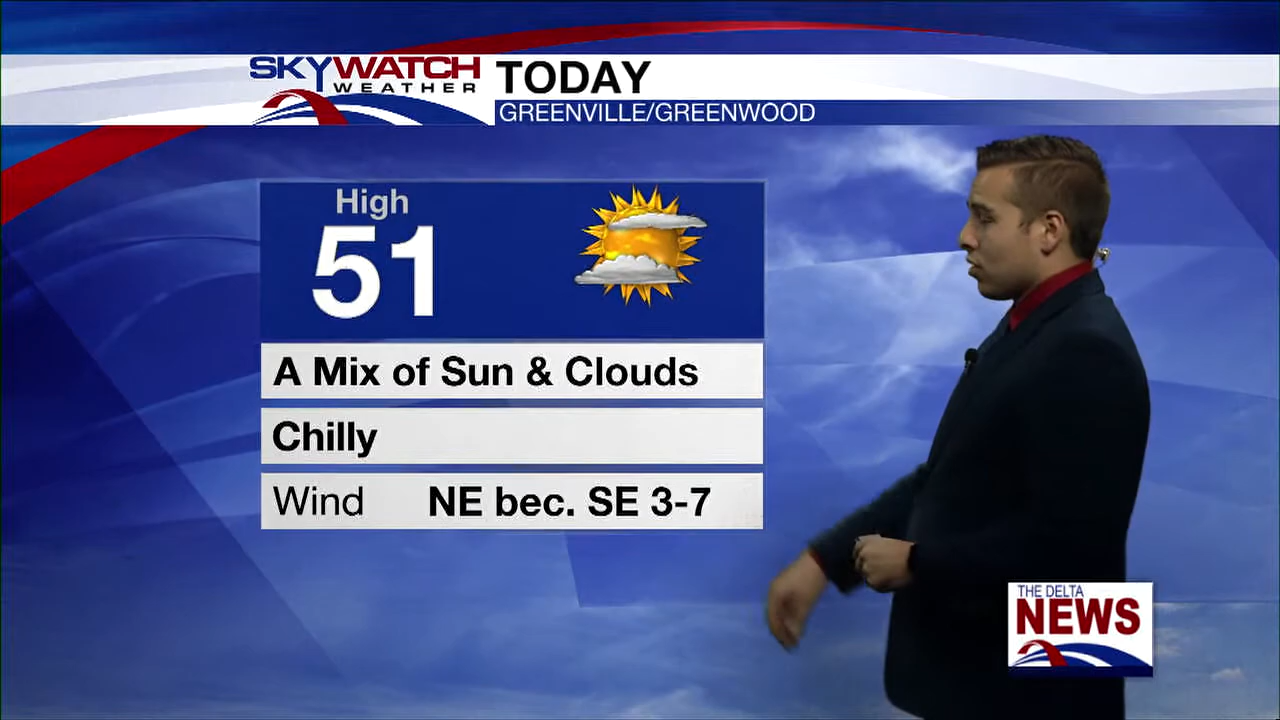 SKYWATCH
WEATHER
TODAY
GREENVILLE/GREENWOOD
High
51
A Mix of Sun & Clouds
Chilly
Wind NE bec. SE 3-7
THE DELTA
NEWS